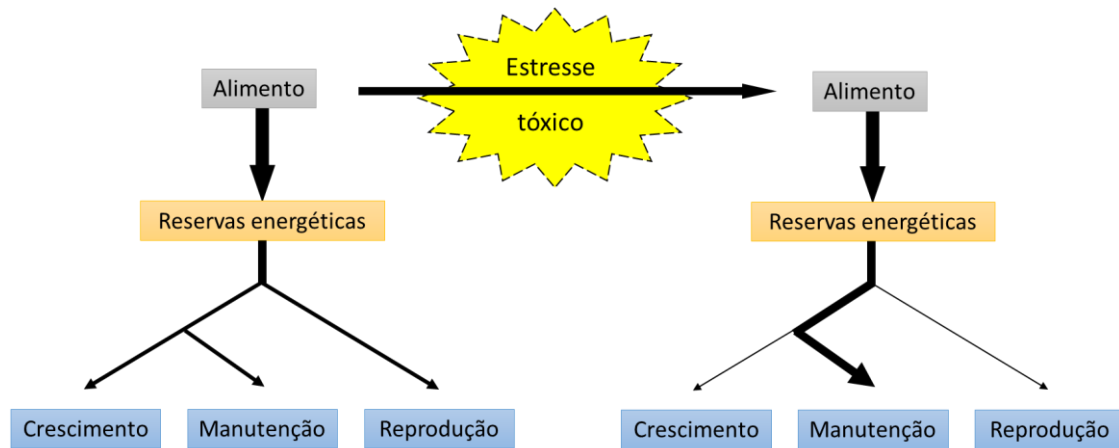 Estresse
tóxico
Alimento
Alimento
Reservas energéticas
Reservas energéticas
Crescimento
Manutenção
Reprodução
Crescimento
Manutenção
Reprodução